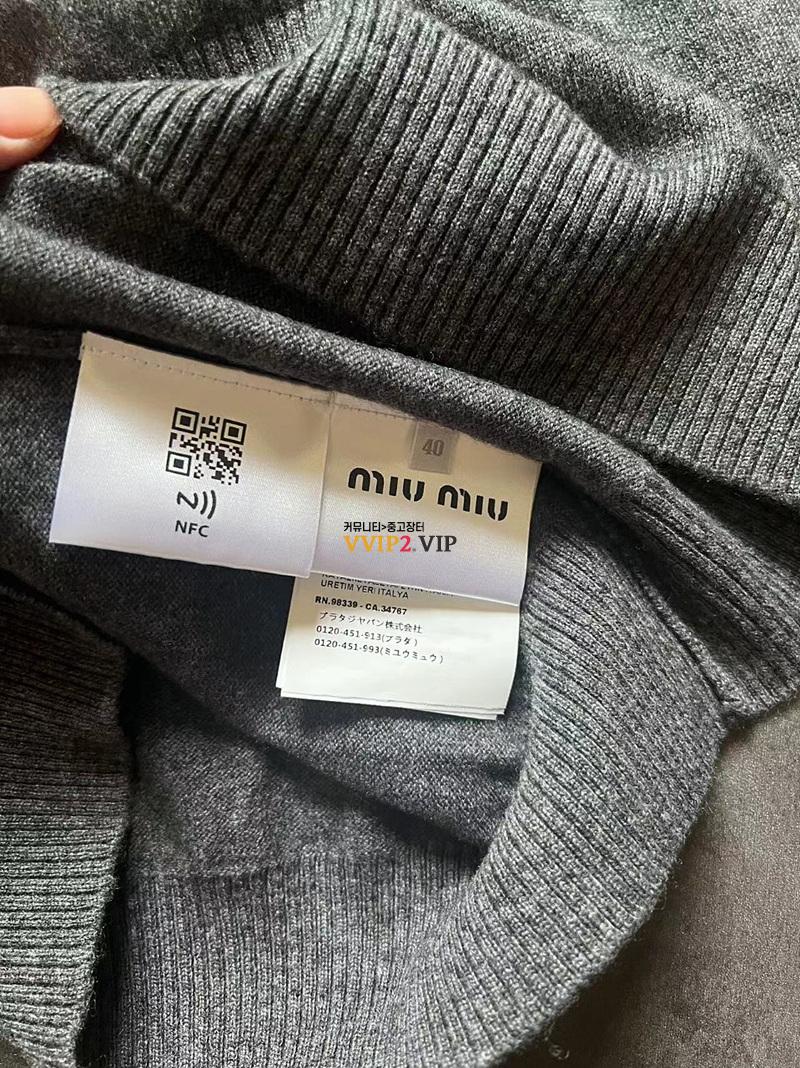 40
miu miu
NFC
커뮤니티>중고장터
VVIP2.VIP
URETIM YERI ITALYA
RN.98339 - CA.34767
プラダジャパン株式会社
0120-451-913(プラダ)
0120-451-993(ミュウミュウ)